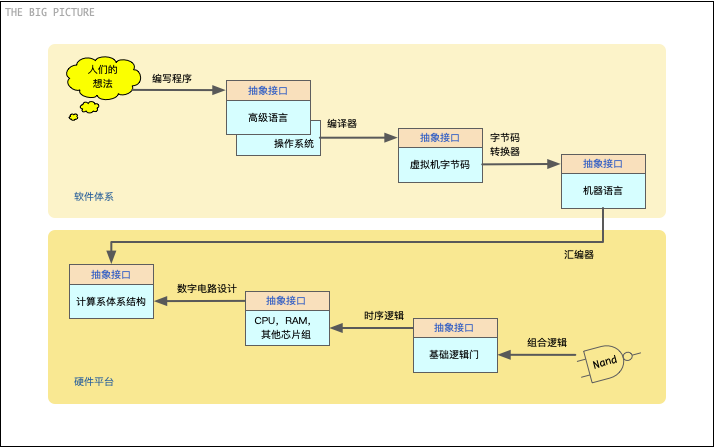 THE BIG PICTURE
人们的
想法
编写程序
抽象接口
高级语言
操作系统
编译器
抽象接口
虚拟机字节码
字节码
转换器
抽象接口
机器语言
软件体系
汇编器
抽象接口
计算系体系结构
数字电路设计
抽象接口
CPU，RAM，
其他芯片组
时序逻辑
抽象接口
基础逻辑门
组合逻辑
Nand
硬件平台